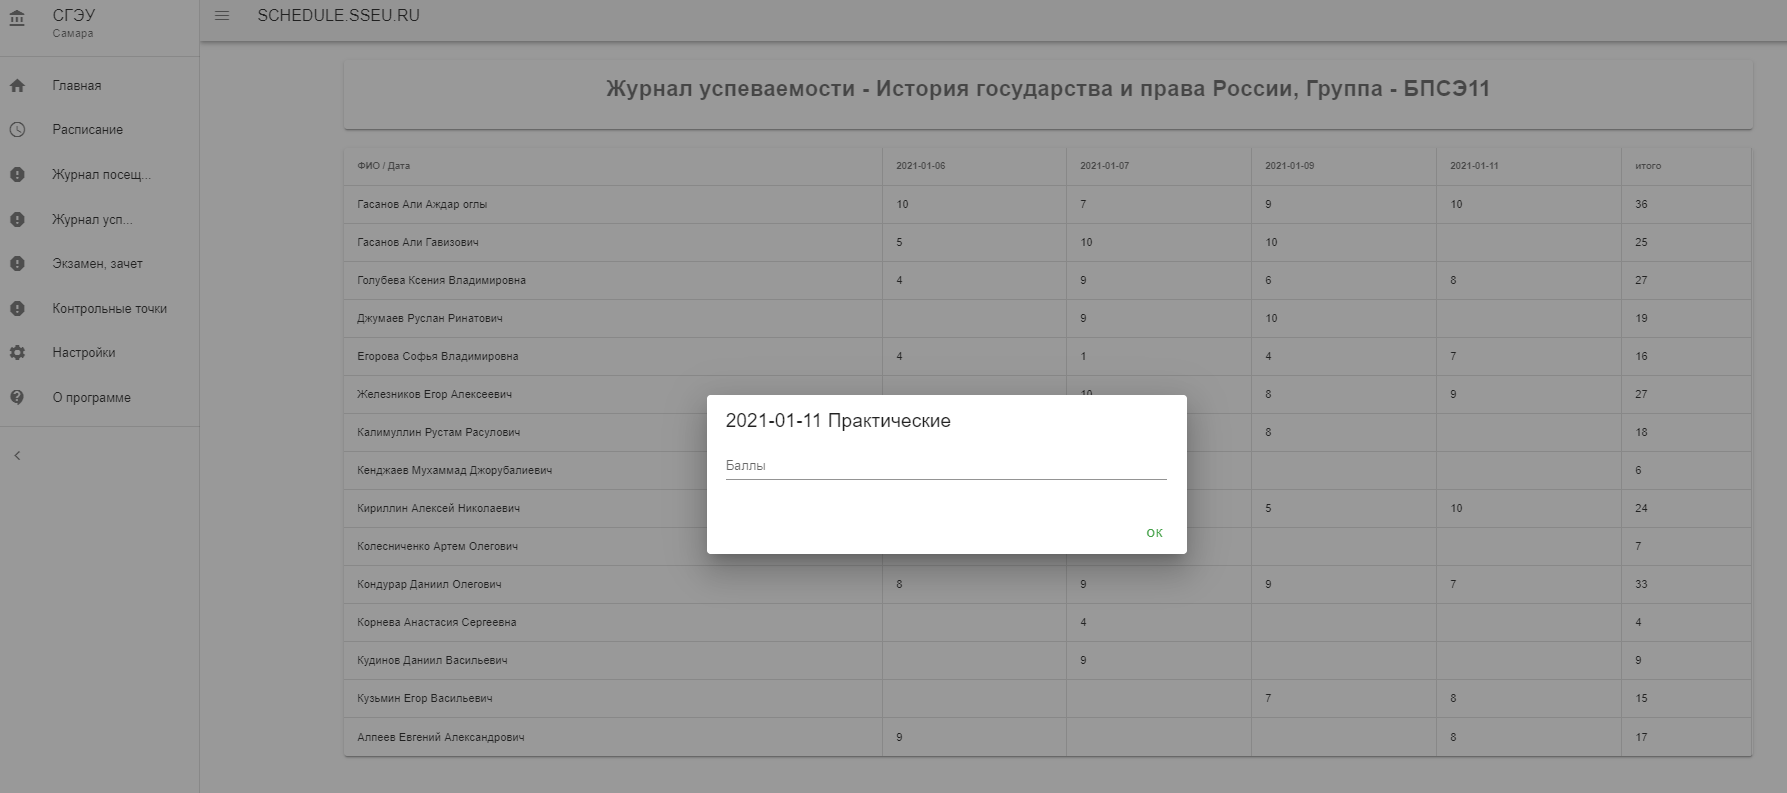 СГЭУ
Самара
SCHEDULE.SSEU.RU
Главная
Расписание
Журнал посещ...
Журнал усп...
Экзамен, зачет
Контрольные точки
Настройки
О программе
Журнал успеваемости - История государства и права России, Группа - БПСЭ11
ФИО / Дата 2021-01-06 2021-01-07 2021-01-09 2021-01-11 итого
Гасанов Али Аждар оглы 10 7 9 10 36
Гасанов Али Гавизович 5 10 10 25
Голубева Ксения Владимировна 4 9 6 8 27
Джумаев Руслан Ринатович 9 10 19
Егорова Софья Владимировна 4 1 4 7 16
Железников Егор Алексеевич 10 8 9 27
Калимуллин Рустам Расулович 8 18
Кенджаев Мухаммад Джорубалиевич 6
Кириллин Алексей Николаевич 5 10 24
Колесниченко Артем Олегович 7
Кондурар Даниил Олегович 8 9 9 7 33
Корнева Анастасия Сергеевна 4 4
Кудинов Даниил Васильевич 9 9
Кузьмин Егор Васильевич 7 8 15
Алпеев Евгений Александрович 9 8 17
2021-01-11 Практические
Баллы
ОК